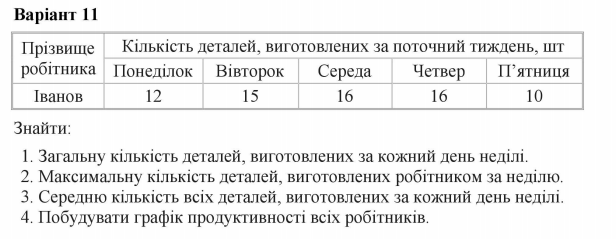 Варіант 11
Прізвище робітника Кількість деталей, виготовлених за поточний тиждень, шт
Понеділок Вівторок Середа Четвер П’ятниця
Іванов 12 15 16 16 10
Знайти:
1. Загальну кількість деталей, виготовлених за кожний день неділі.
2. Максимальну кількість деталей, виготовлених робітником за неділю.
3. Середню кількість всіх деталей, виготовлених за кожний день неділі.
4. Побудувати графік продуктивності всіх робітників.